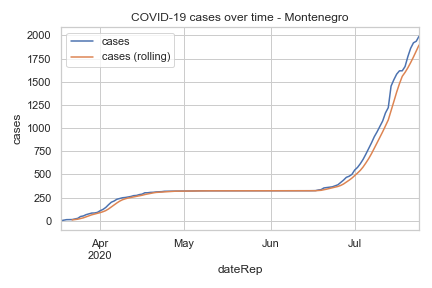 COVID-19 cases over time - Montenegro
cases
cases (rolling)
2000
1750
1500
1250
1000
750
500
250
0
cases
Apr
2020
May
Jun
Jul
dateRep